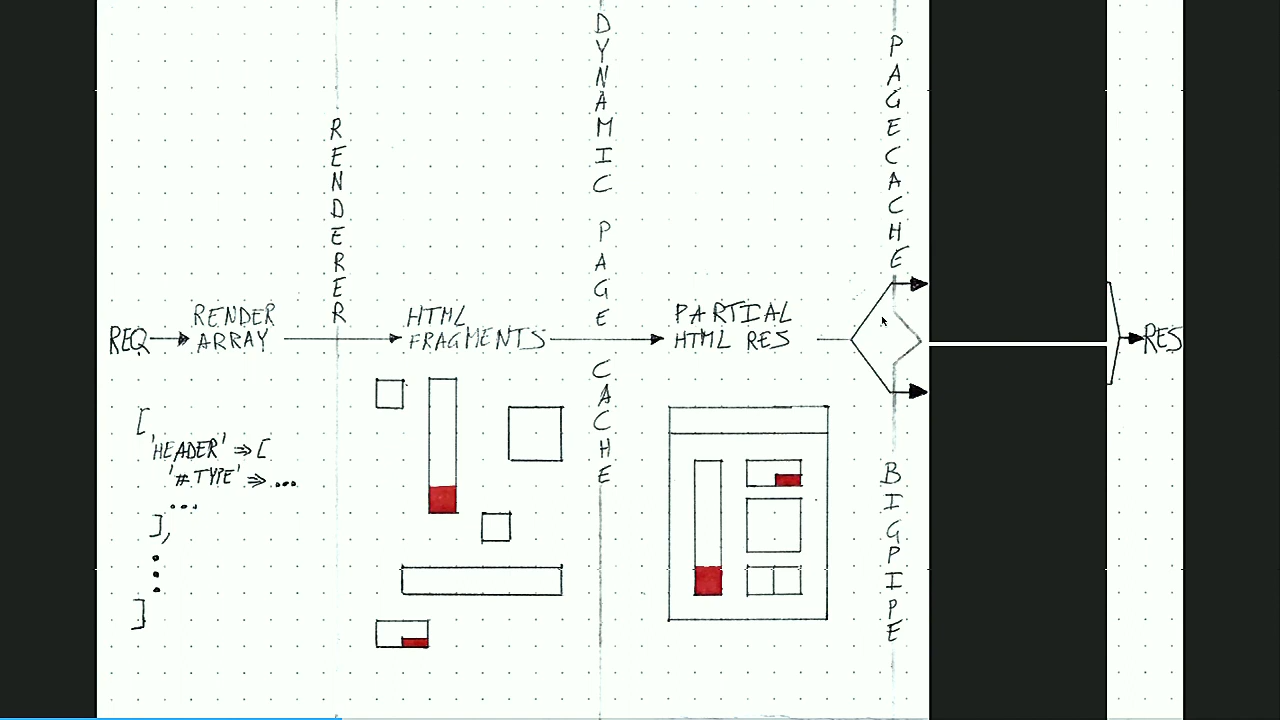 RENDERER
DYNAMIC PAGE CACHE
PAGECACHE
REQ
RENDER
ARRAY
HTML
FRAGMENTS
PARTIAL
HTML RES
RES
[
'HEADER' => [
'# TYPE' => ...
...
],
]
BIGPIPE